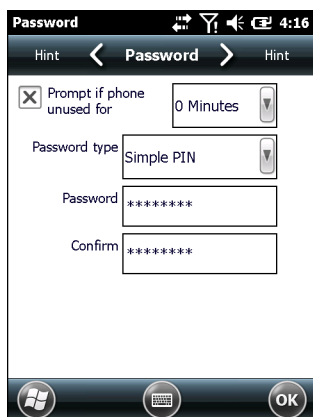 Password 4:16
Hint Password Hint
Prompt if phone
unused for
0 Minutes
Password type
Simple PIN
Password
********
Confirm
********
OK